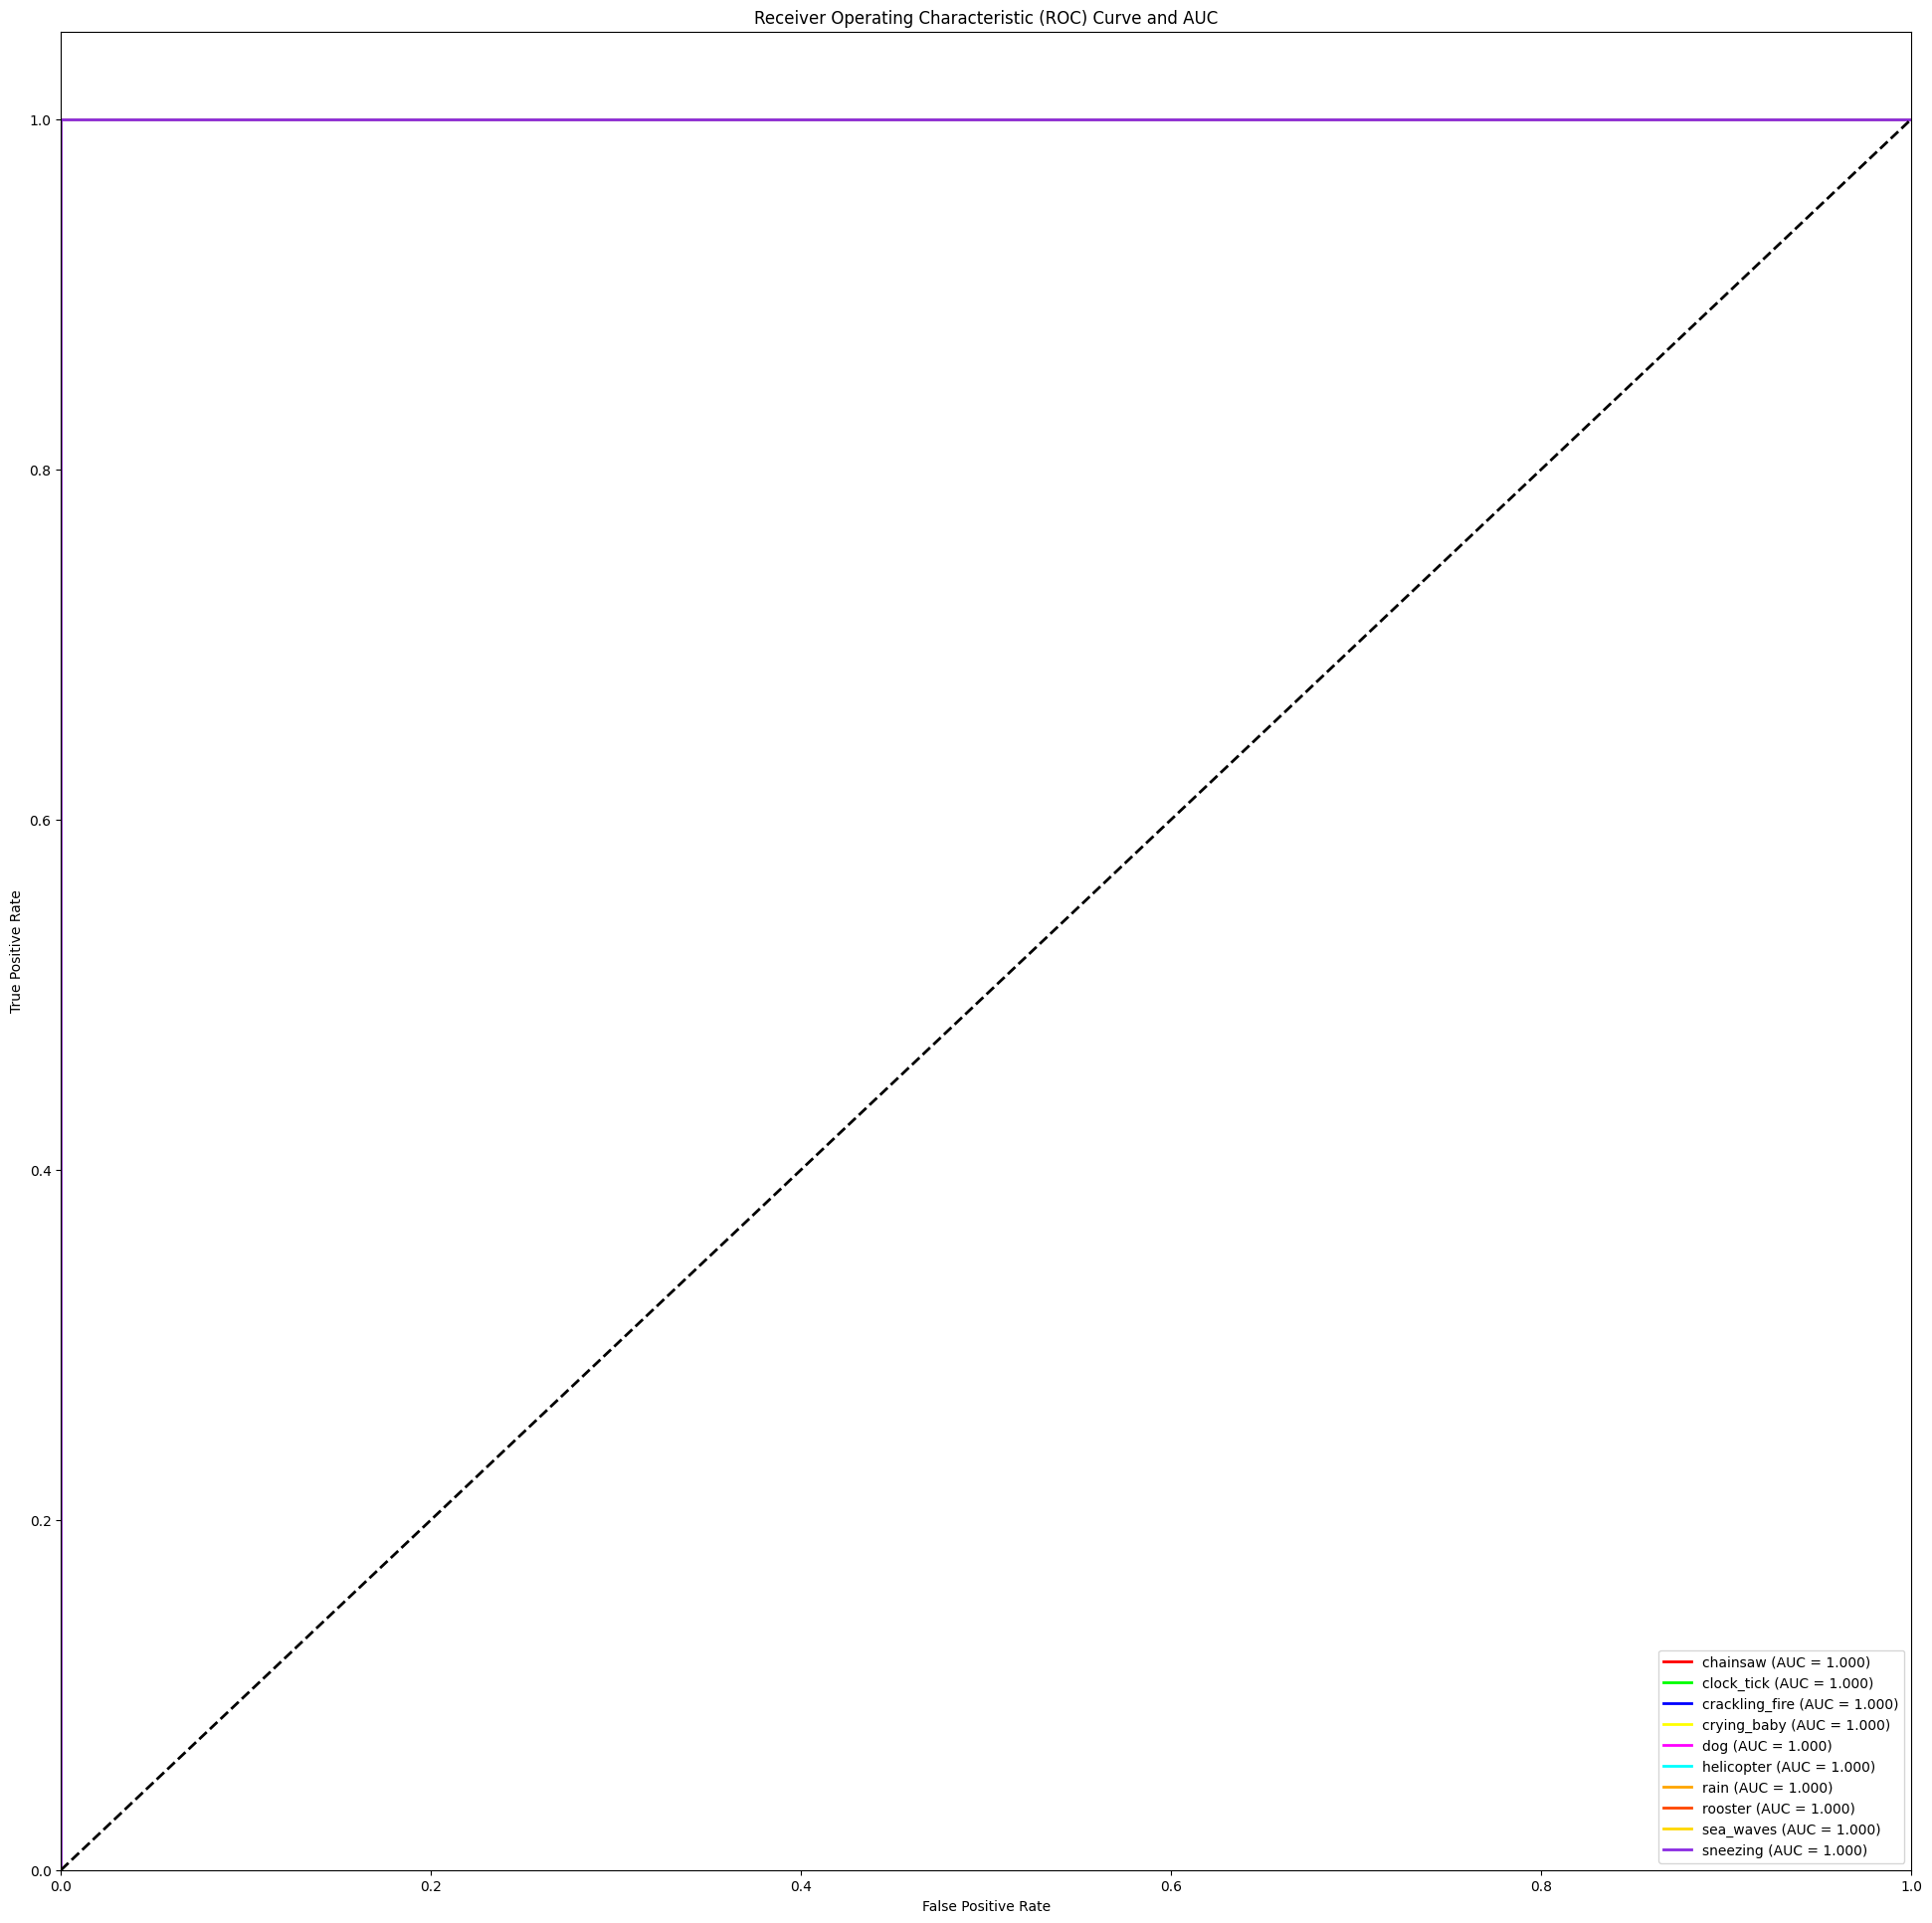 Receiver Operating Characteristic (ROC) Curve and AUC
1.0
0.8
0.6
0.4
0.2
0.0
True Positive Rate
0.0
0.2
0.4
0.6
0.8
1.0
False Positive Rate
chainsaw (AUC = 1.000)
clock_tick (AUC = 1.000)
crackling_fire (AUC = 1.000)
crying_baby (AUC = 1.000)
dog (AUC = 1.000)
helicopter (AUC = 1.000)
rain (AUC = 1.000)
rooster (AUC = 1.000)
sea_waves (AUC = 1.000)
sneezing (AUC = 1.000)